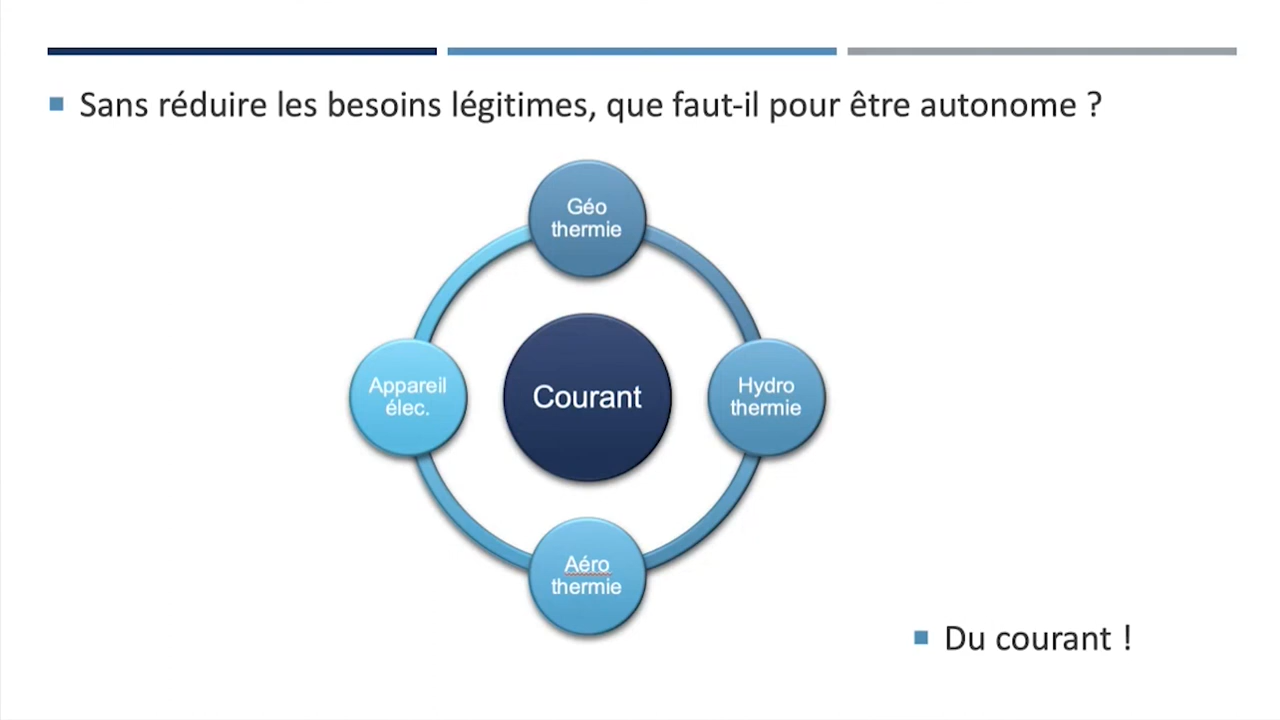 Sans réduire les besoins légitimes, que faut-il pour être autonome ?
Géo
thermie
Appareil
élec.
Courant
Hydro
thermie
Aéro
thermie
Du courant !